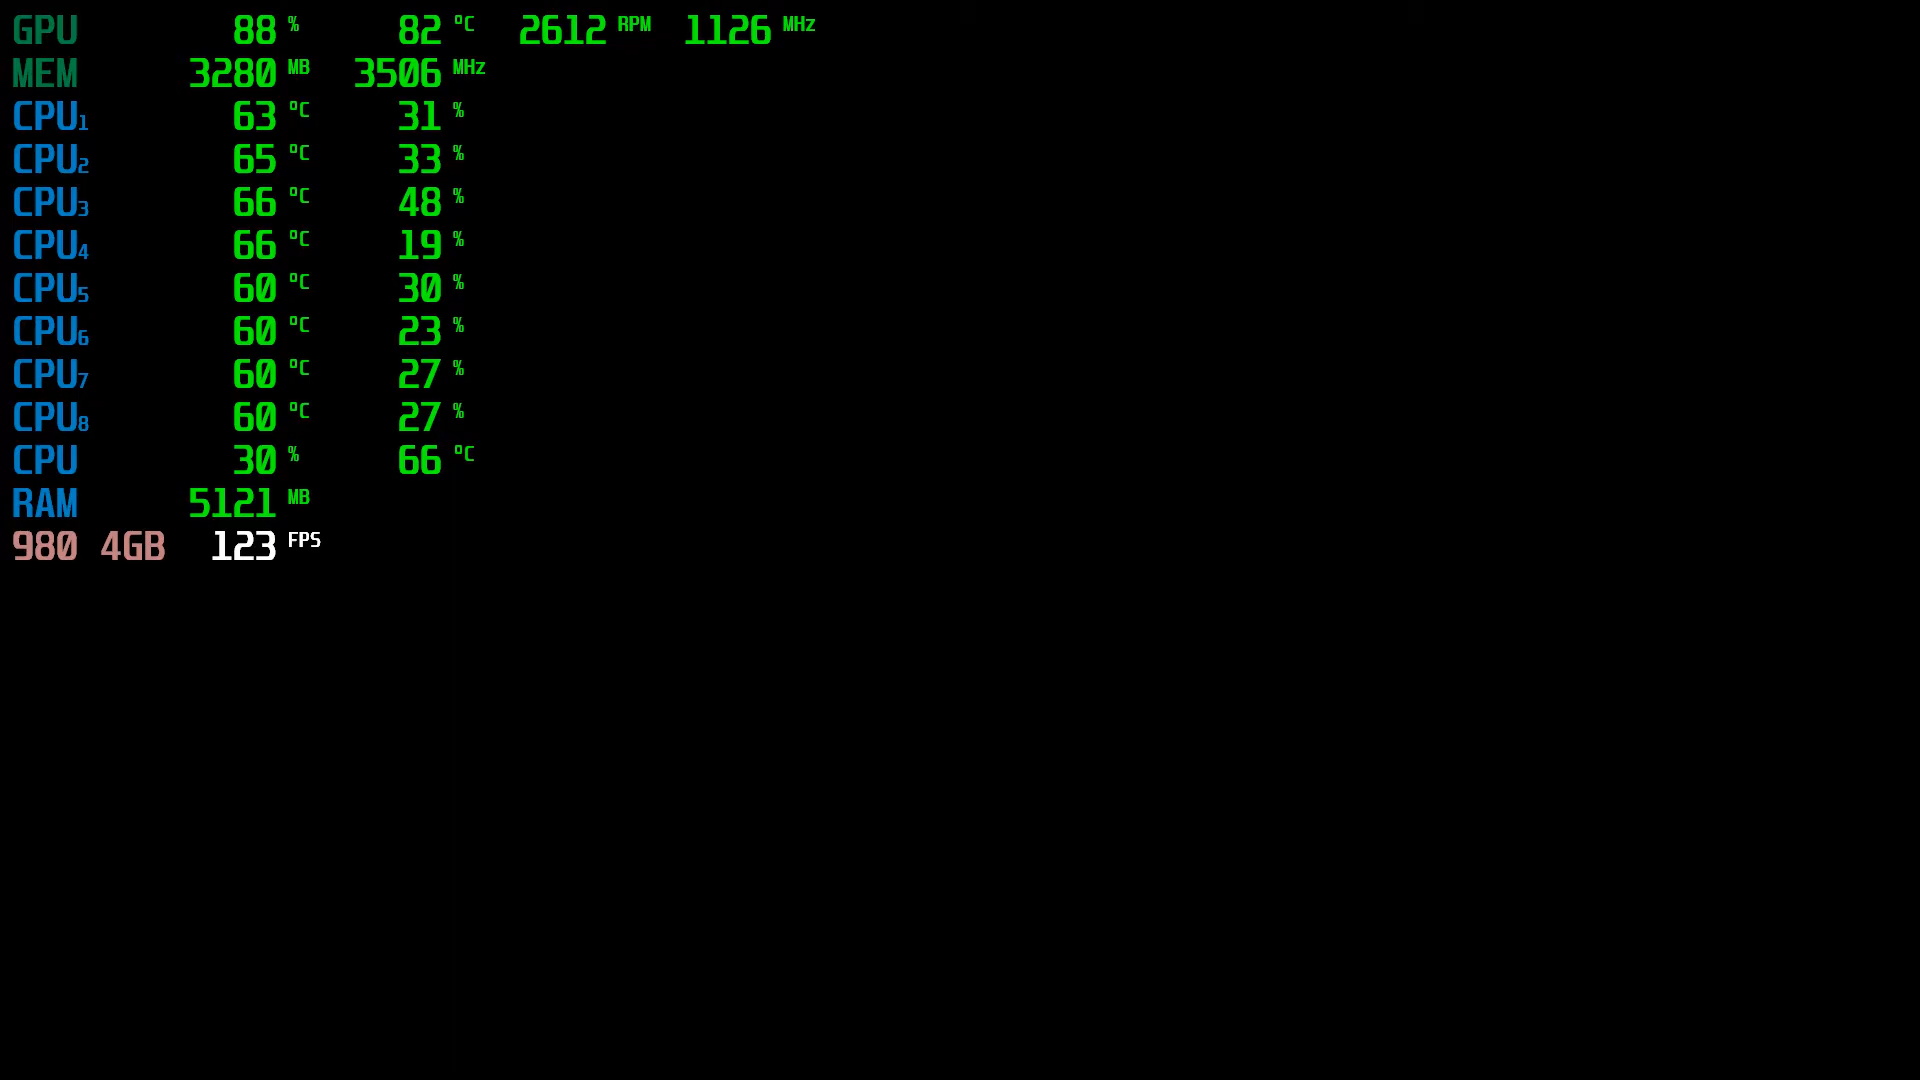 GPU 88 % 82 °C 2612 RPM 1126 MHz
MEM 3280 MB 3506 MHz
CPU1 63 °C 31 %
CPU2 65 °C 33 %
CPU3 66 °C 48 %
CPU4 66 °C 19 %
CPU5 60 °C 30 %
CPU6 60 °C 23 %
CPU7 60 °C 27 %
CPU8 60 °C 27 %
CPU 30 % 66 °C
RAM 5121 MB
980 4GB 123 FPS